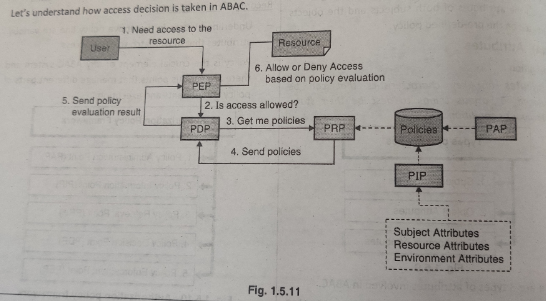 Let's understand how access decision is taken in ABAC.
1. Need access to the
resource
User
Resource
6. Allow or Deny Access
based on policy evaluation
PEP
5. Send policy
evaluation result
2. Is access allowed?
3. Get me policies
PDP
PRP
Policies
PAP
4. Send policies
PIP
Subject Attributes
Resource Attributes
Environment Attributes
Fig. 1.5.11